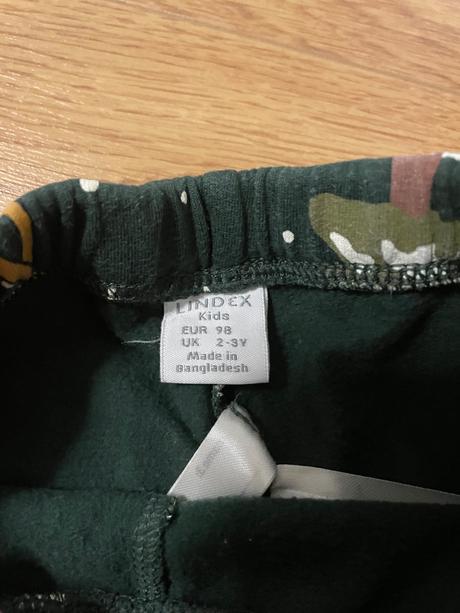 LINDEX
Kids
EUR 98
UK 2-3Y
Made in
Bangladesh